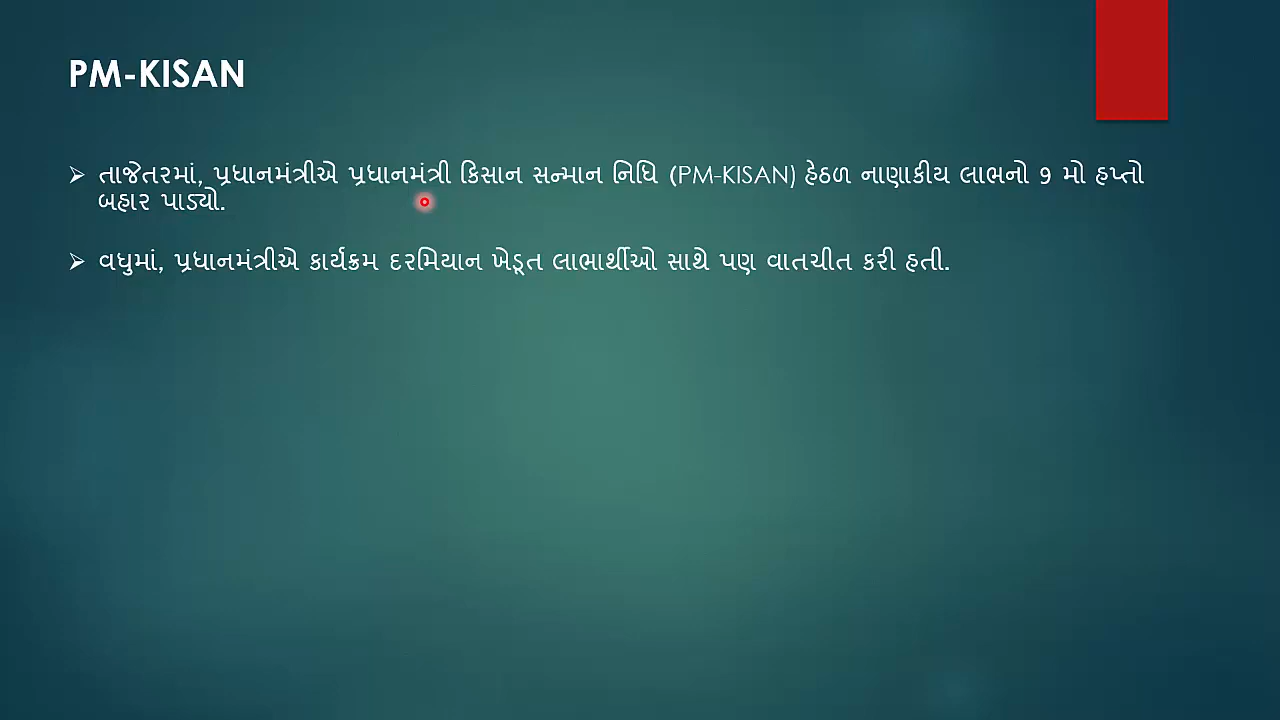 PM-KISAN
➢ તાજેતરમાં, પ્રધાનમંત્રીએ પ્રધાનમંત્રી કિસાન સન્માન નિધિ (PM-KISAN) હેઠળ નાણાકીય લાભનો 9 મો હપ્તો
બહાર પાડ્યો.
➢ વધુમાં, પ્રધાનમંત્રીએ કાર્યક્રમ દરમિયાન ખેડૂત લાભાર્થીઓ સાથે પણ વાતચીત કરી હતી.